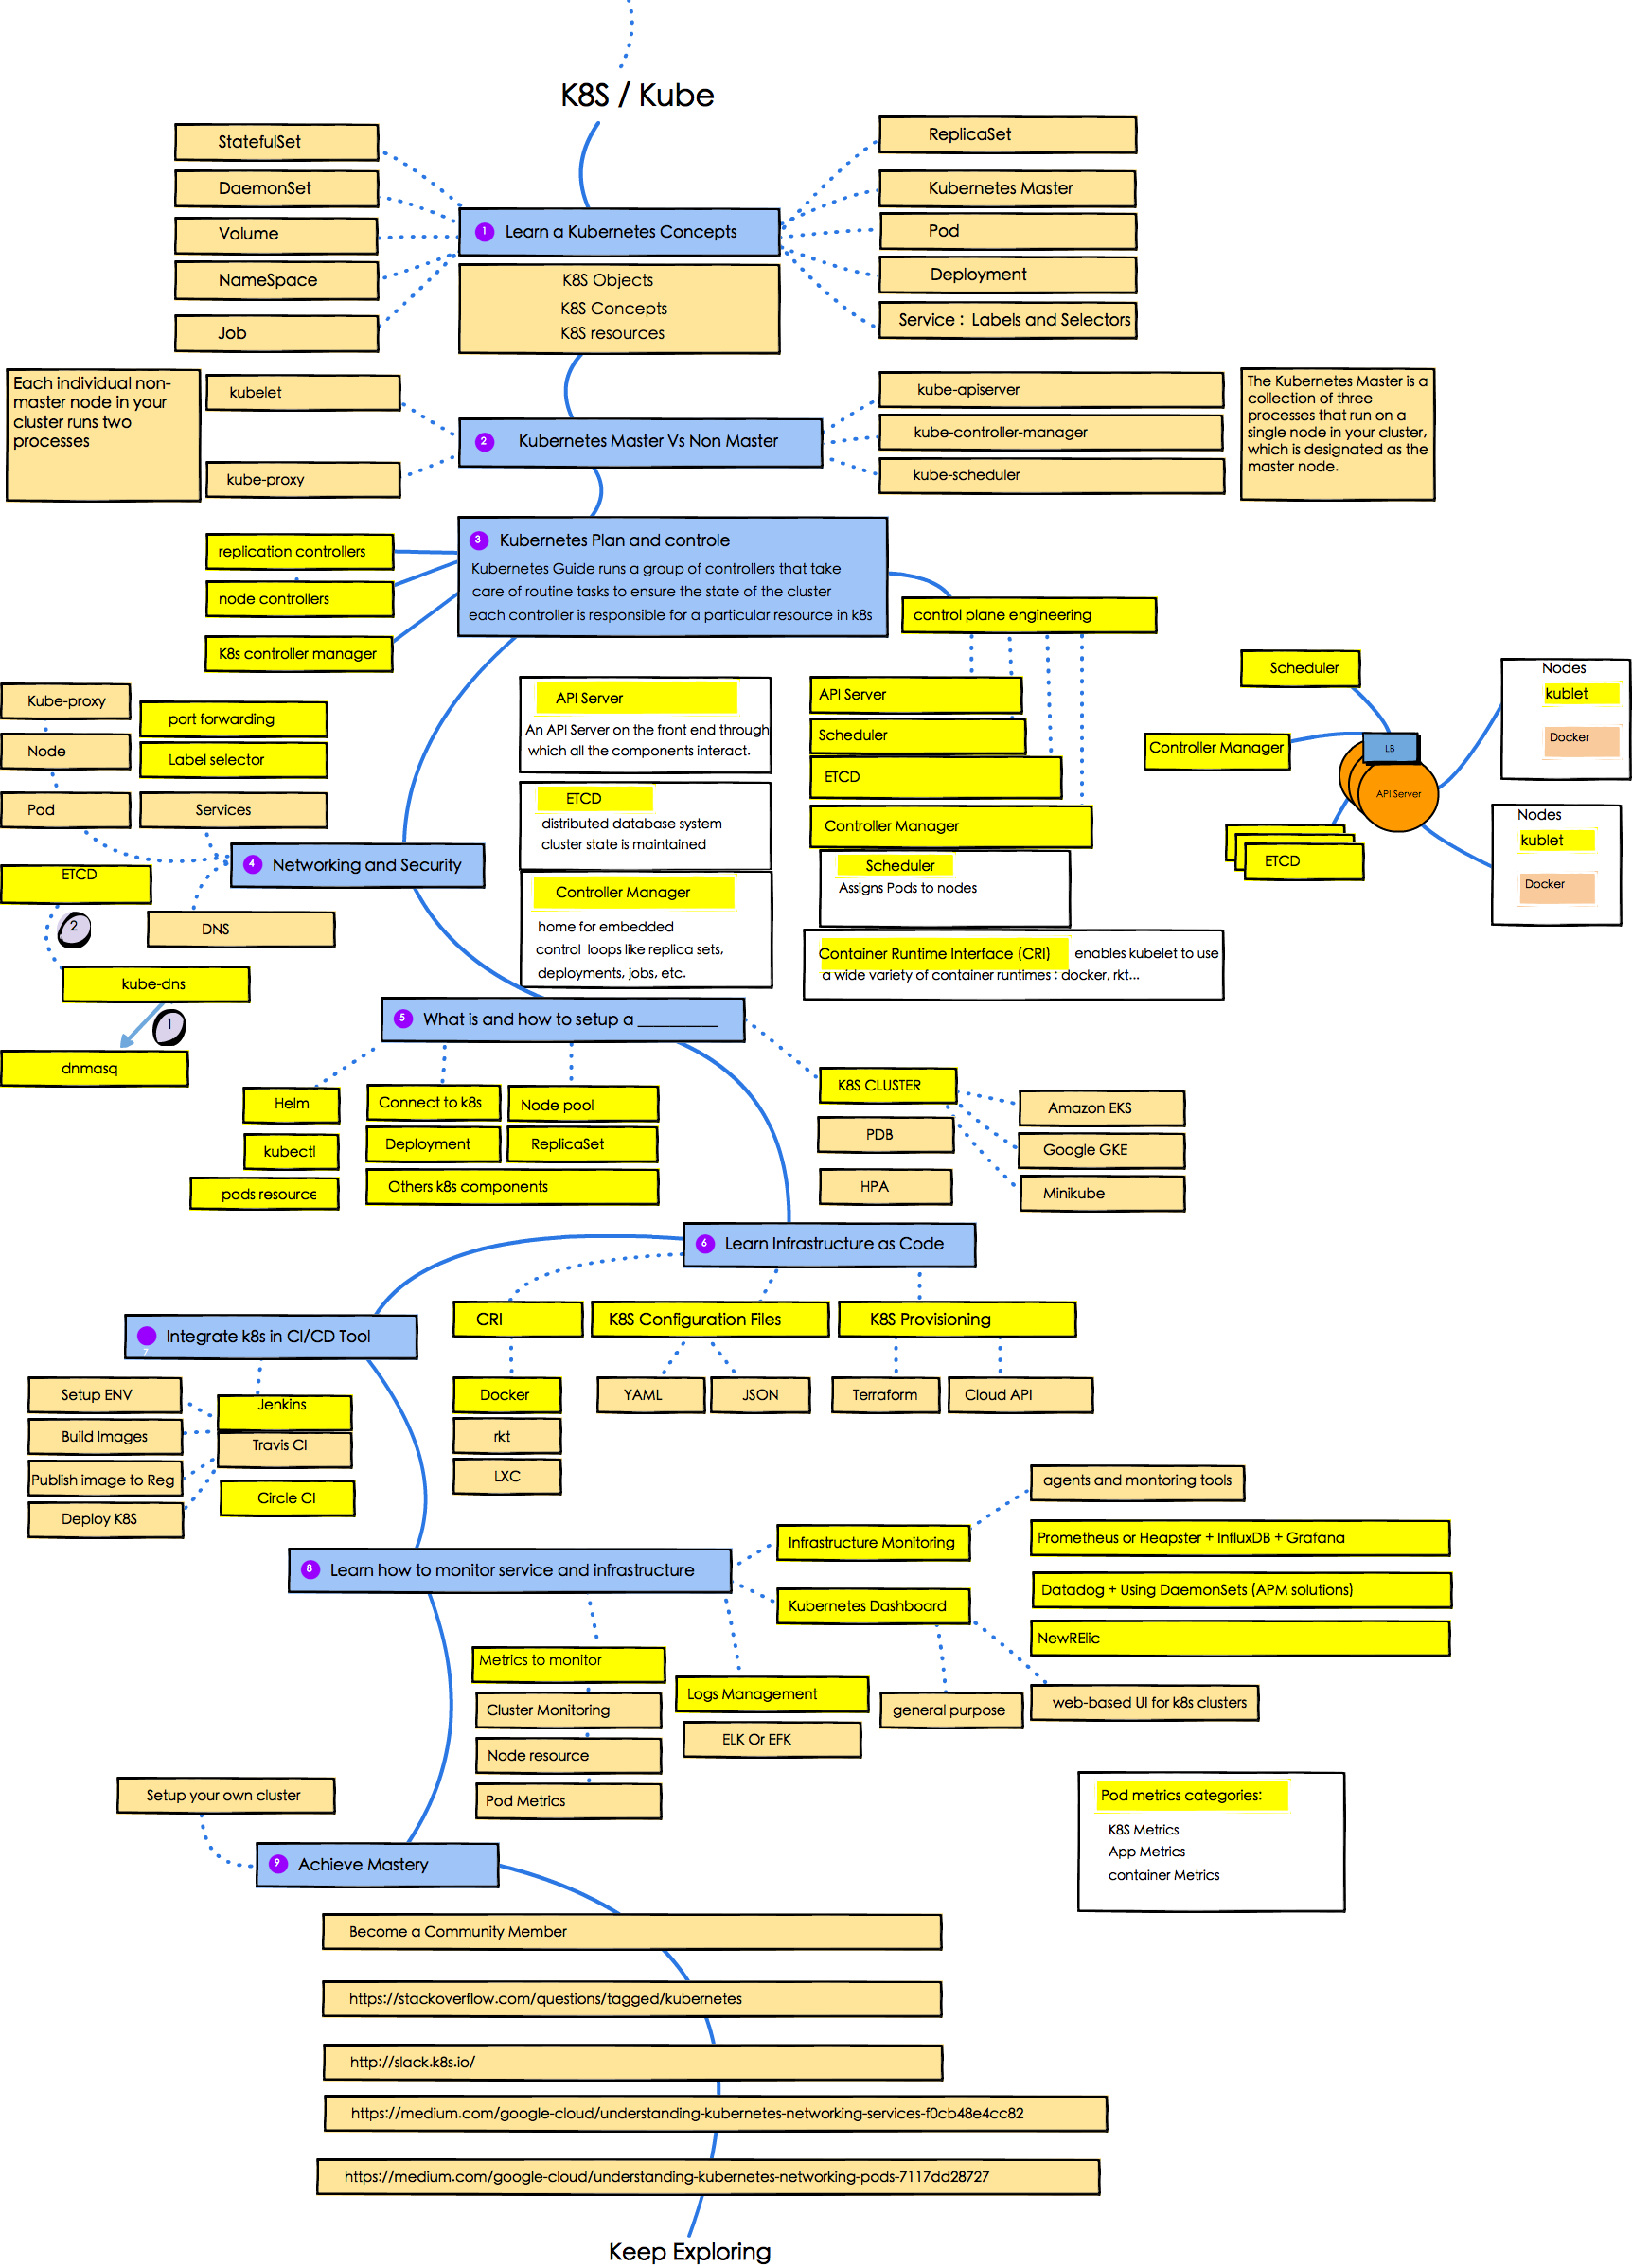 K8S / Kube
StatefulSet
DaemonSet
Volume
NameSpace
Job
1 Learn a Kubernetes Concepts
K8S Objects
K8S Concepts
K8S resources
ReplicaSet
Kubernetes Master
Pod
Deployment
Service : Labels and Selectors
Each individual non-
master node in your
cluster runs two
processes
kubelet
kube-proxy
2 Kubernetes Master Vs Non Master
kube-apiserver
kube-controller-manager
kube-scheduler
The Kubernetes Master is a
collection of three
processes that run on a
single node in your cluster,
which is designated as the
master node.
3 Kubernetes Plan and controle
Kubernetes Guide runs a group of controllers that take
care of routine tasks to ensure the state of the cluster
each controller is responsible for a particular resource in k8s
replication controllers
node controllers
K8s controller manager
control plane engineering
API Server
Scheduler
ETCD
Controller Manager
API Server
An API Server on the front end through
which all the components interact.
ETCD
distributed database system
cluster state is maintained
Controller Manager
home for embedded
control loops like replica sets,
deployments, jobs, etc.
Scheduler
Assigns Pods to nodes
Container Runtime Interface (CRI) enables kubelet to use
a wide variety of container runtimes : docker, rkt...
Scheduler
Controller Manager
LB
API Server
ETCD
Nodes
kublet
Docker
Nodes
kublet
Docker
Kube-proxy
Node
Pod
port forwarding
Label selector
Services
4 Networking and Security
ETCD
2
DNS
kube-dns
1
dnmasq
5 What is and how to setup a _________
Helm
kubectl
pods resource
Connect to k8s
Node pool
Deployment
ReplicaSet
Others k8s components
K8S CLUSTER
PDB
HPA
Amazon EKS
Google GKE
Minikube
6 Learn Infrastructure as Code
CRI
Docker
rkt
LXC
K8S Configuration Files
YAML
JSON
K8S Provisioning
Terraform
Cloud API
7 Integrate k8s in CI/CD Tool
Setup ENV
Build Images
Publish image to Reg
Deploy K8S
Jenkins
Travis CI
Circle CI
8 Learn how to monitor service and infrastructure
Infrastructure Monitoring
agents and montoring tools
Prometheus or Heapster + InfluxDB + Grafana
Datadog + Using DaemonSets (APM solutions)
NewRElic
Kubernetes Dashboard
general purpose
web-based UI for k8s clusters
Metrics to monitor
Cluster Monitoring
Node resource
Pod Metrics
Logs Management
ELK Or EFK
Pod metrics categories:
K8S Metrics
App Metrics
container Metrics
Setup your own cluster
9 Achieve Mastery
Become a Community Member
https://stackoverflow.com/questions/tagged/kubernetes
http://slack.k8s.io/
https://medium.com/google-cloud/understanding-kubernetes-networking-services-f0cb48e4cc82
https://medium.com/google-cloud/understanding-kubernetes-networking-pods-7117dd28727
Keep Exploring